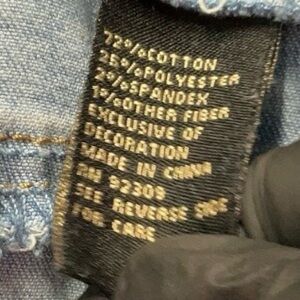 72%COTTON
25%POLYESTER
2%SPANDEX
1%OTHER FIBER
EXCLUSIVE OF
DECORATION
MADE IN CHINA
RN 52309
SEE REVERSE SIDE
FOR CARE